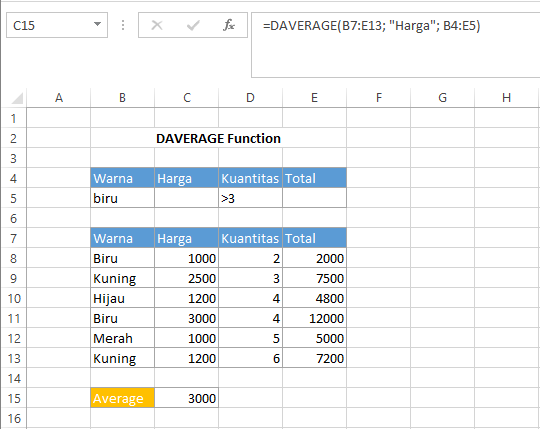 C15 fx =DAVERAGE(B7:E13; "Harga"; B4:E5)
A B C D E F G H
1
2 DAVERAGE Function
3
4 Warna Harga Kuantitas Total
5 biru >3
6
7 Warna Harga Kuantitas Total
8 Biru 1000 2 2000
9 Kuning 2500 3 7500
10 Hijau 1200 4 4800
11 Biru 3000 4 12000
12 Merah 1000 5 5000
13 Kuning 1200 6 7200
14
15 Average 3000
16